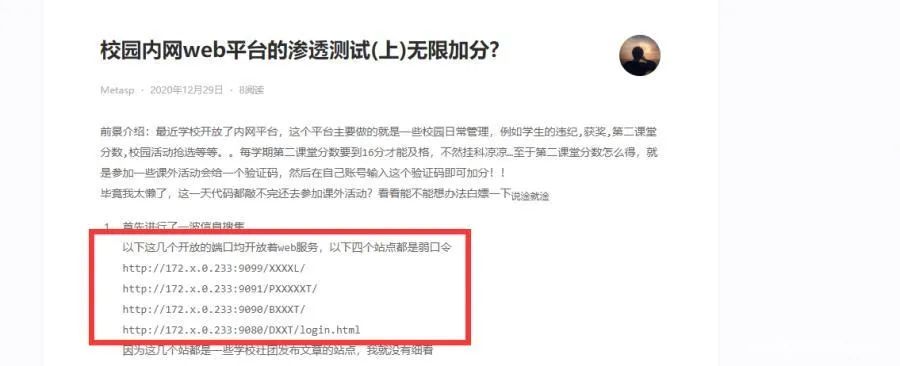 校园内网web平台的渗透测试(上)无限加分?
Metasp · 2020年12月29日 · 8阅读
前景介绍：最近学校开放了内网平台，这个平台主要做的就是一些校园日常管理，例如学生的违纪,获奖,第二课堂
分数,校园活动抢选等等。。每学期第二课堂分数要到16分才能及格，不然挂科凉凉…至于第二课堂分数怎么得，就
是参加一些课外活动会给一个验证码，然后在自己账号输入这个验证码即可加分！！
毕竟我太懒了，这一天代码都敲不完还去参加课外活动？看看能不能想办法白嫖一下说淦就淦
1、首先进行了一波信息搜集
以下这几个开放的端口均开放着web服务，以下四个站点都是弱口令
http://172.x.0.233:9099/XXXXL/
http://172.x.0.233:9091/PXXXXXT/
http://172.x.0.233:9090/BXXXT/
http://172.x.0.233:9080/DXXT/login.html
因为这几个站都是一些学校社团发布文章的站点，我就没有细看